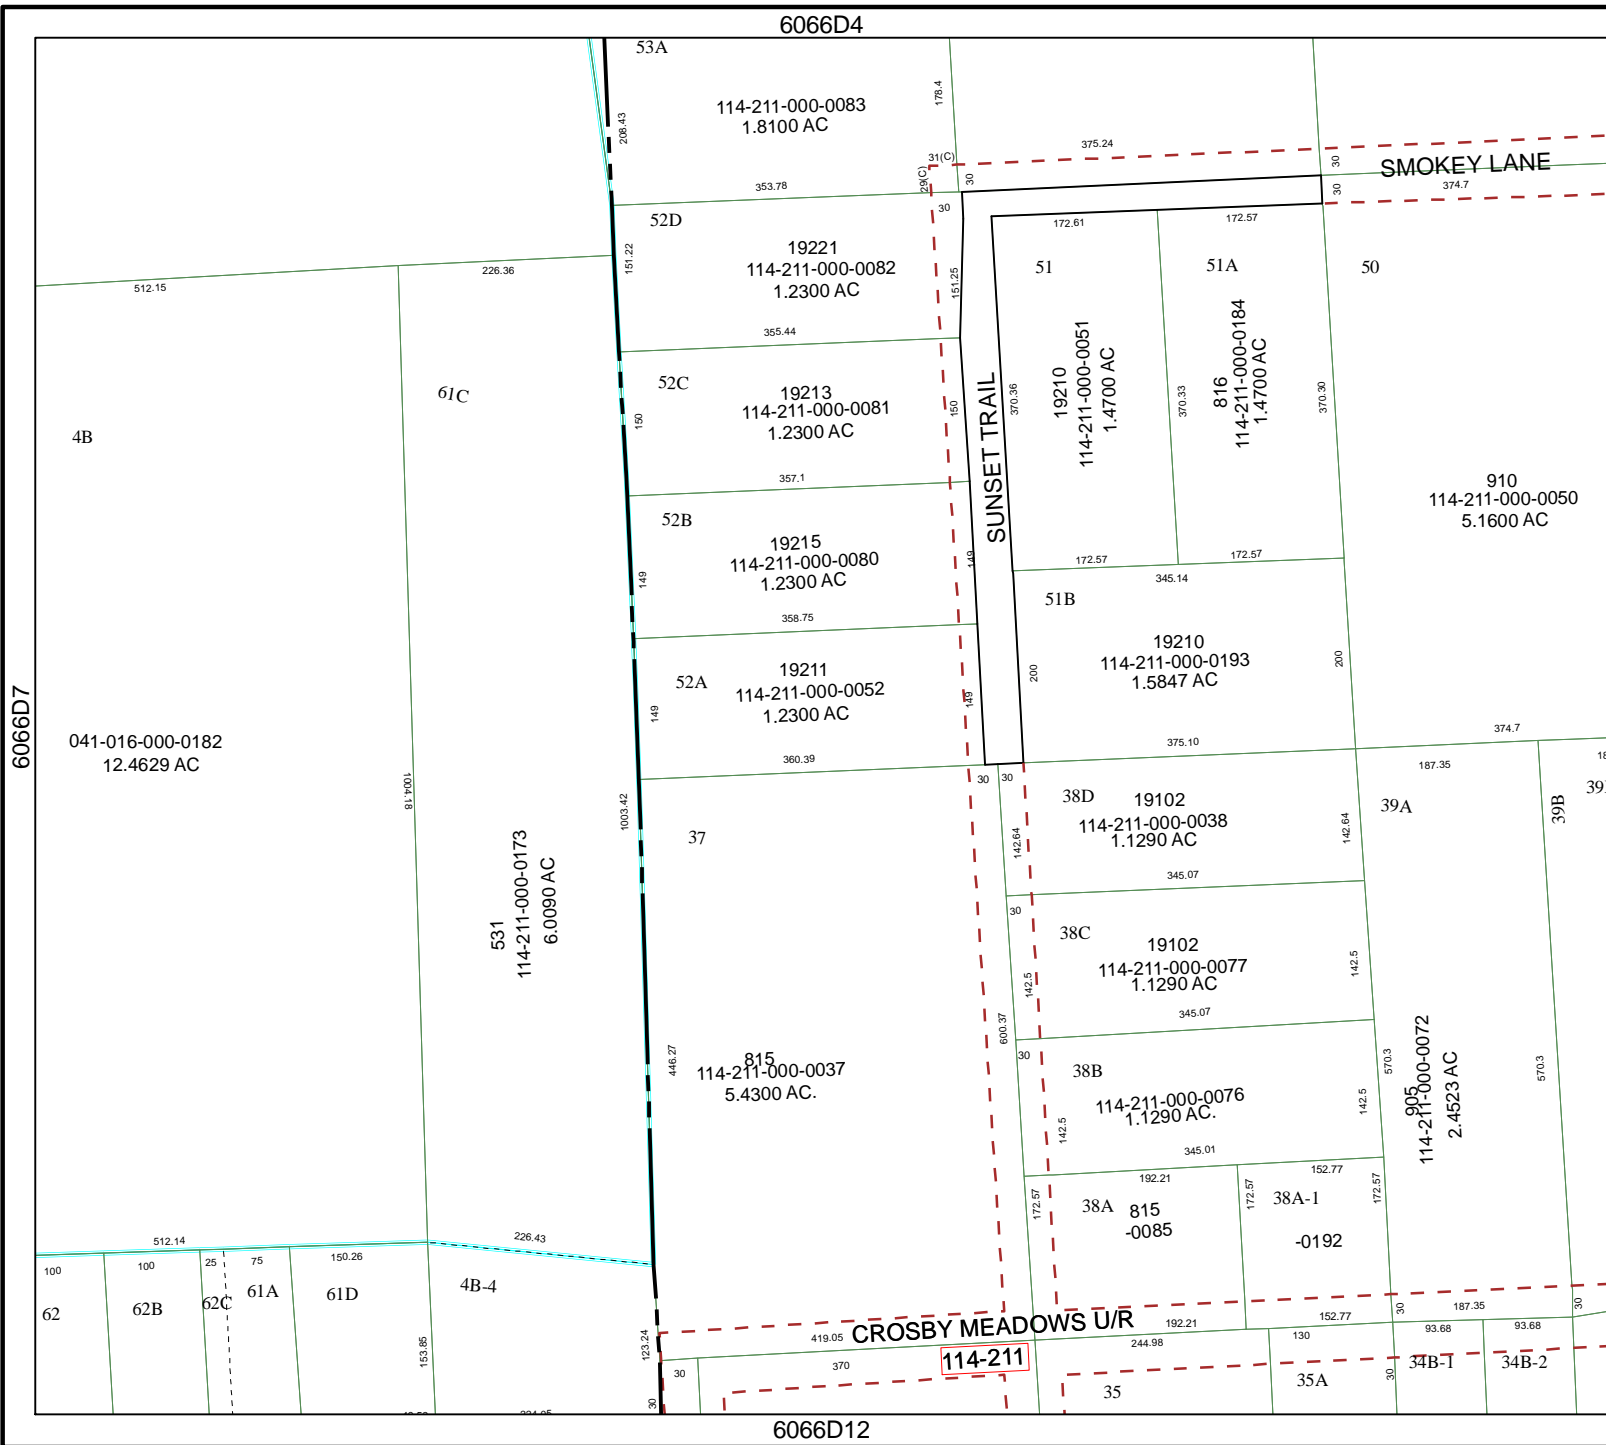 6066D4
53A
114-211-000-0083
1.8100 AC
208.43
178.4
31(C)
29(C)
30
375.24
30
SMOKEY LANE
30
374.7
353.78
52D
30
19221
114-211-000-0082
1.2300 AC
151.22
151.25
355.44
172.61
172.57
51
51A
50
512.15
226.36
61C
4B
52C
19213
114-211-000-0081
1.2300 AC
150
150
357.1
SUNSET TRAIL
370.36
19210
114-211-000-0051
1.4700 AC
370.33
816
114-211-000-0184
1.4700 AC
370.30
910
114-211-000-0050
5.1600 AC
52B
19215
114-211-000-0080
1.2300 AC
149
149
358.75
172.57
172.57
345.14
51B
19210
114-211-000-0193
1.5847 AC
200
200
375.10
374.7
52A
19211
114-211-000-0052
1.2300 AC
149
149
360.39
30
30
6066D7
041-016-000-0182
12.4629 AC
1004.18
531
114-211-000-0173
6.0090 AC
1003.42
37
815
114-211-000-0037
5.4300 AC.
446.27
600.37
38D
19102
114-211-000-0038
1.1290 AC
142.64
142.64
345.07
187.35
39A
39B
30
38C
19102
114-211-000-0077
1.1290 AC
142.5
142.5
345.07
30
38B
114-211-000-0076
1.1290 AC.
142.5
142.5
345.01
905
114-211-000-0072
2.4523 AC
570.3
570.3
192.21
152.77
38A
815
-0085
172.57
172.57
172.57
38A-1
-0192
512.14
226.43
100
100
25
75
150.26
62
62B
62C
61A
61D
4B-4
153.85
123.24
419.05
CROSBY MEADOWS U/R
192.21
152.77
30
187.35
30
114-211
30
370
244.98
130
93.68
93.68
30
30
35
35A
34B-1
34B-2
6066D12